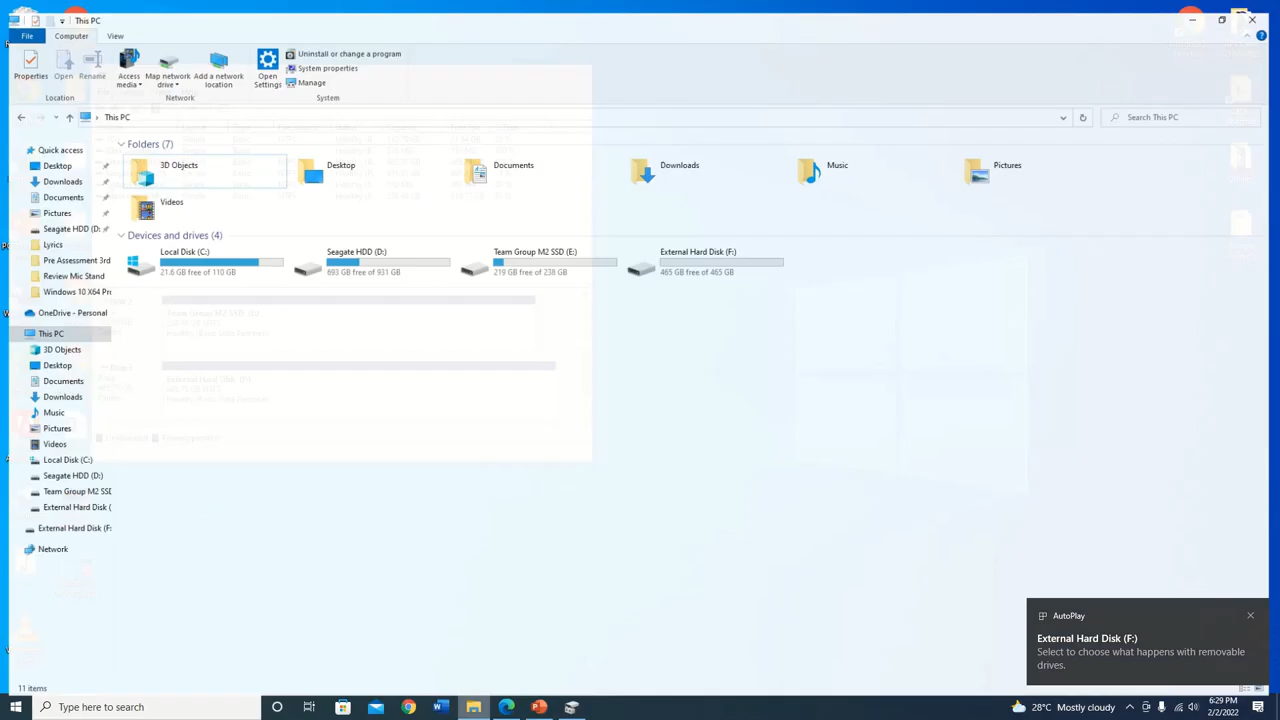 This PC
File Computer View
Properties Open Rename Access media Map network drive Add a network location Open Settings Uninstall or change a program
System properties
Manage
Location Network System
This PC Search This PC
Folders (7)
3D Objects Desktop Documents Downloads Music Pictures
Videos
Devices and drives (4)
Local Disk (C:)
21.6 GB free of 110 GB
Seagate HDD (D:)
693 GB free of 931 GB
Team Group M2 SSD (E:)
219 GB free of 238 GB
External Hard Disk (F:)
465 GB free of 465 GB
Quick access
Desktop
Downloads
Documents
Pictures
Seagate HDD (D:
Lyrics
Pre Assessment 3rd
Review Mic Stand
Windows 10 X64 Pr
OneDrive - Personal
This PC
3D Objects
Desktop
Documents
Downloads
Music
Pictures
Videos
Local Disk (C:)
Seagate HDD (D:)
Team Group M2 SSD
External Hard Disk (
External Hard Disk (F:
Network
AutoPlay
External Hard Disk (F:)
Select to choose what happens with removable
drives.
11 items
Type here to search 28°C Mostly cloudy 6:29 PM
2/2/2022